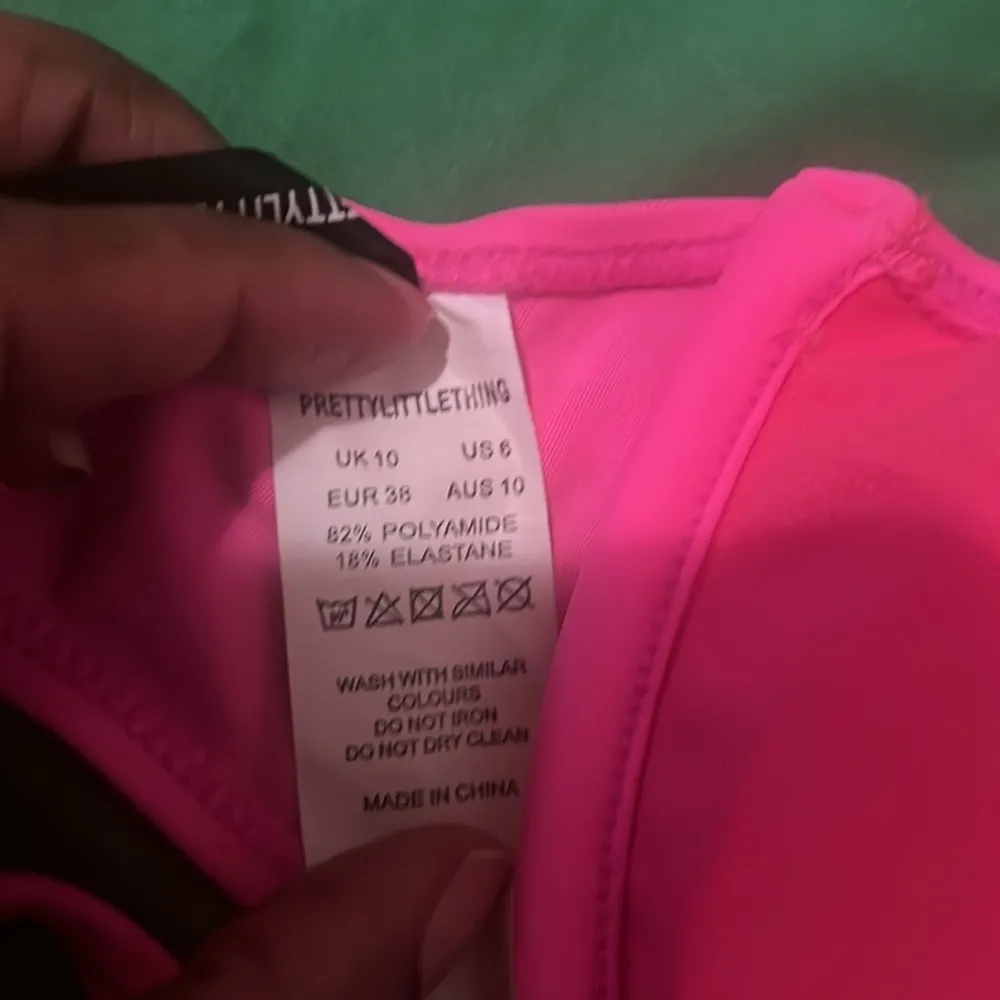 PRETTYLITTLETHING
UK 10 US 6
EUR 38 AUS 10
82% POLYAMIDE
18% ELASTANE
WASH WITH SIMILAR
COLOURS
DO NOT IRON
DO NOT DRY CLEAN
MADE IN CHINA